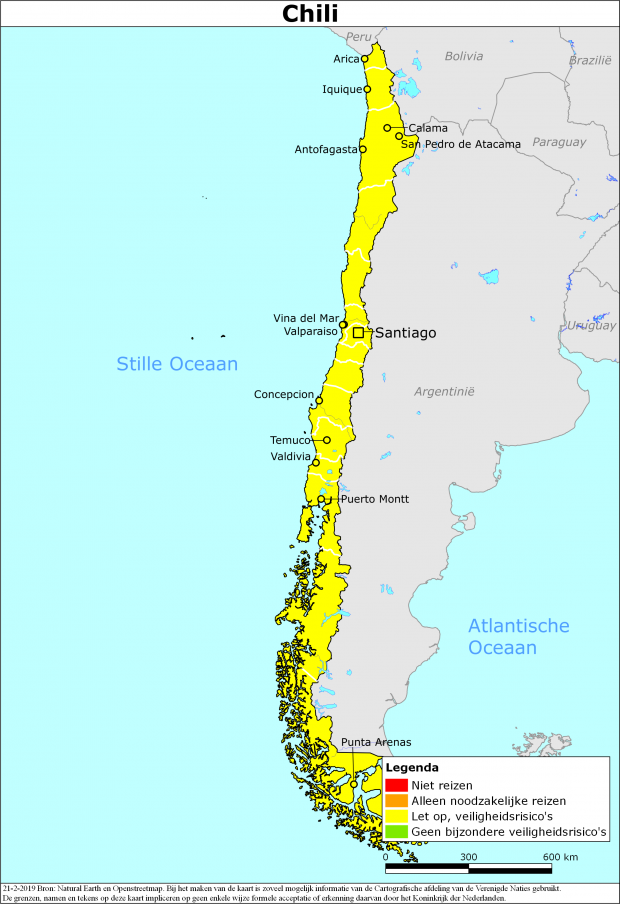 Chili
Peru
Bolivia
Brazilië
Arica
Iquique
Calama
Paraguay
San Pedro de Atacama
Antofagasta
Vina del Mar
Valparaiso
Santiago
Uruguay
Stille Oceaan
Argentinië
Concepcion
Temuco
Valdivia
Puerto Montt
Atlantische
Oceaan
Punta Arenas
Legenda
Niet reizen
Alleen noodzakelijke reizen
Let op, veiligheidsrisico's
Geen bijzondere veiligheidsrisico's
0 300 600 km
21-2-2019 Bron: Natural Earth en Openstreetmap. Bij het maken van de kaart is zoveel mogelijk informatie van de Cartografische afdeling van de Verenigde Naties gebruikt.
De grenzen, namen en tekens op deze kaart impliceren op geen enkele wijze formele acceptatie of erkenning daarvan door het Koninkrijk der Nederlanden.